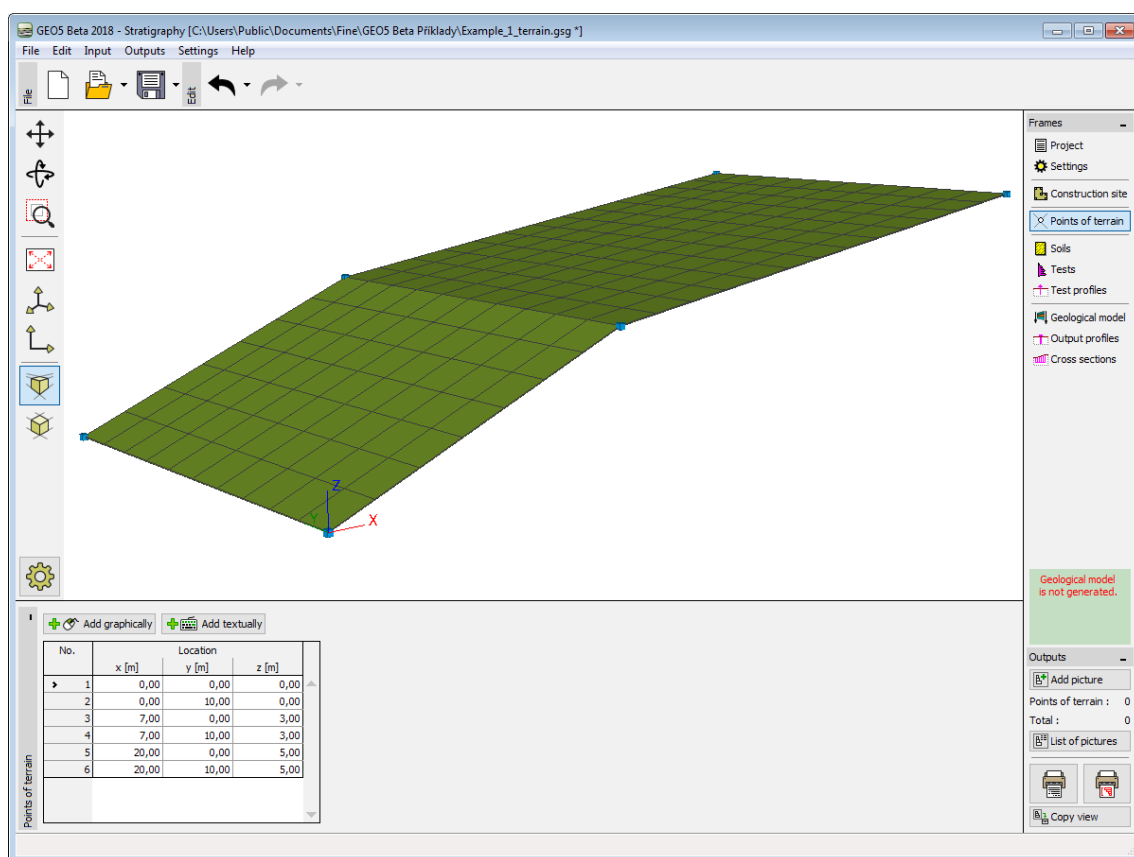 GEO5 Beta 2018 - Stratigraphy [C:\Users\Public\Documents\Fine\GEO5 Beta Příklady\Example_1_terrain.gsg *]
File Edit Input Outputs Settings Help
File
Edit
Frames
Project
Settings
Construction site
Points of terrain
Soils
Tests
Test profiles
Geological model
Output profiles
Cross sections
Z
Y
X
Geological model
is not generated.
Add graphically Add textually
No. Location
x [m] y [m] z [m]
1 0,00 0,00 0,00
2 0,00 10,00 0,00
3 7,00 0,00 3,00
4 7,00 10,00 3,00
5 20,00 0,00 5,00
6 20,00 10,00 5,00
Points of terrain
Outputs
Add picture
Points of terrain : 0
Total : 0
List of pictures
Copy view